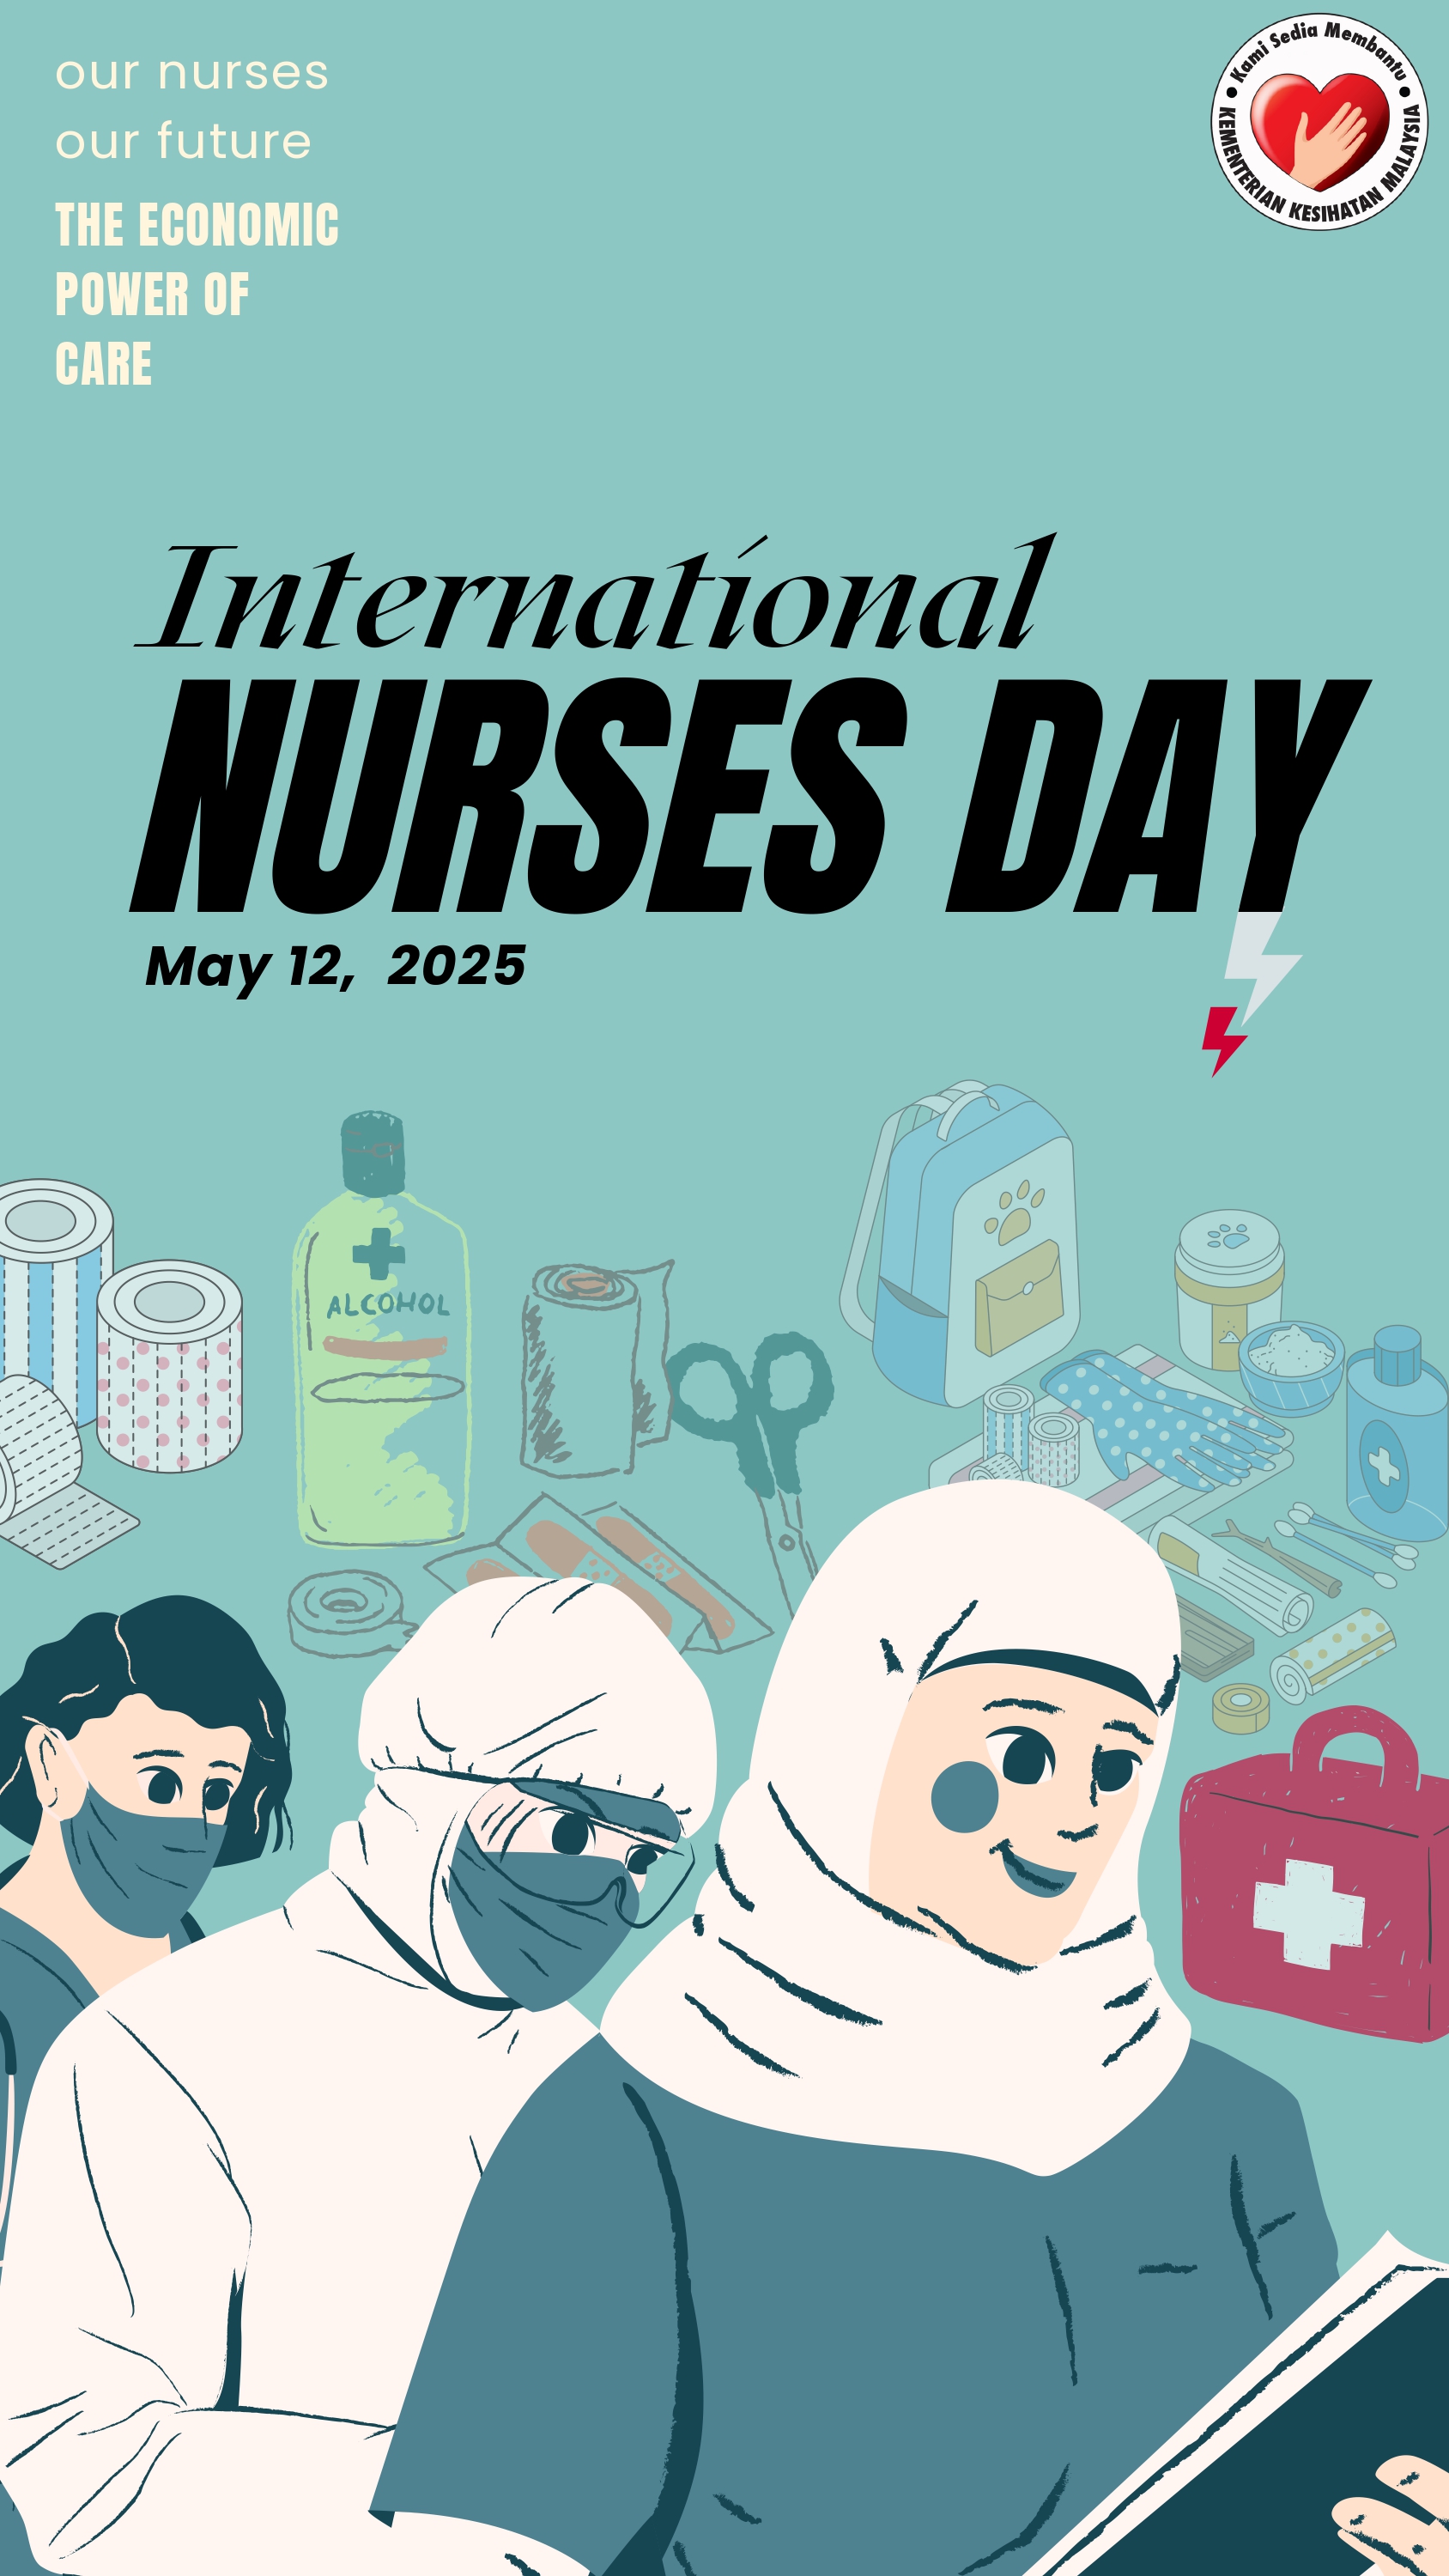 our nurses
our future
THE ECONOMIC
POWER OF
CARE
Kami Sedia Membantu
KEMENTERIAN KESIHATAN MALAYSIA
International
NURSES DAY
May 12, 2025
ALCOHOL